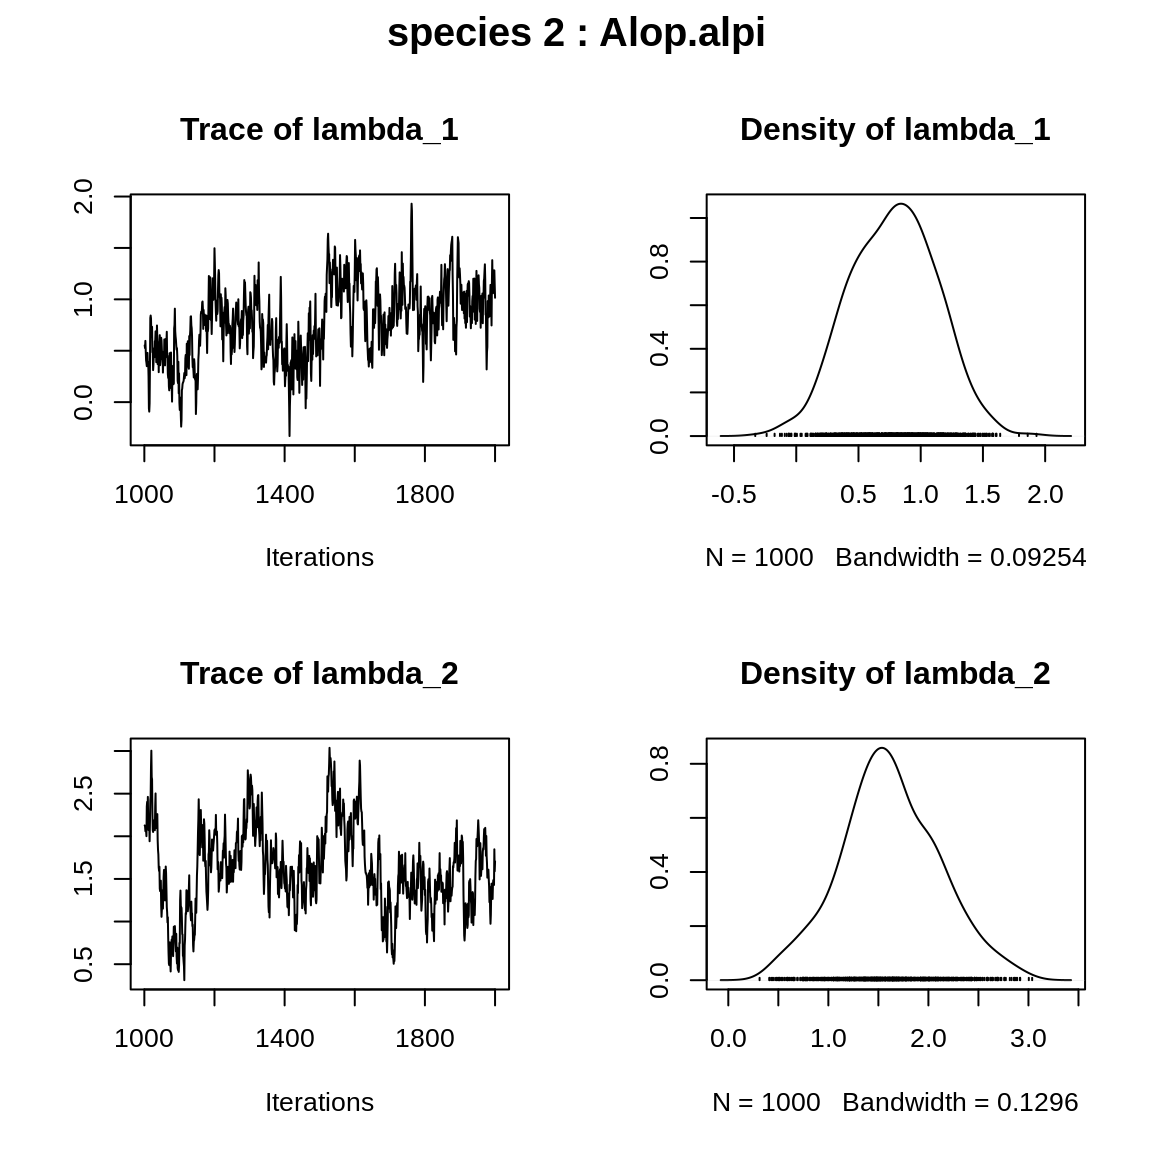 species 2 : Alop.alpi
Trace of lambda_1
0.0 1.0 2.0
1000 1400 1800
Iterations
Density of lambda_1
0.0 0.4 0.8
-0.5 0.5 1.0 1.5 2.0
N = 1000 Bandwidth = 0.09254
Trace of lambda_2
0.5 1.5 2.5
1000 1400 1800
Iterations
Density of lambda_2
0.0 0.4 0.8
0.0 1.0 2.0 3.0
N = 1000 Bandwidth = 0.1296